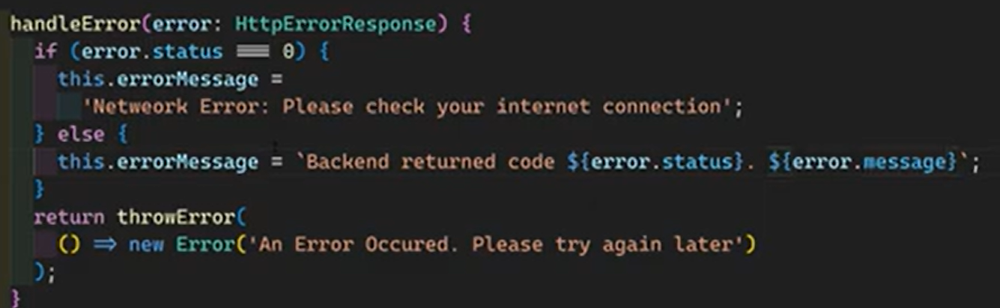 handleError(error: HttpErrorResponse) {
if (error.status === 0) {
this.errorMessage =
'Netweork Error: Please check your internet connection';
} else {
this.errorMessage = `Backend returned code ${error.status}. ${error.message}`;
}
return throwError(
() => new Error('An Error Occured. Please try again later')
);
}